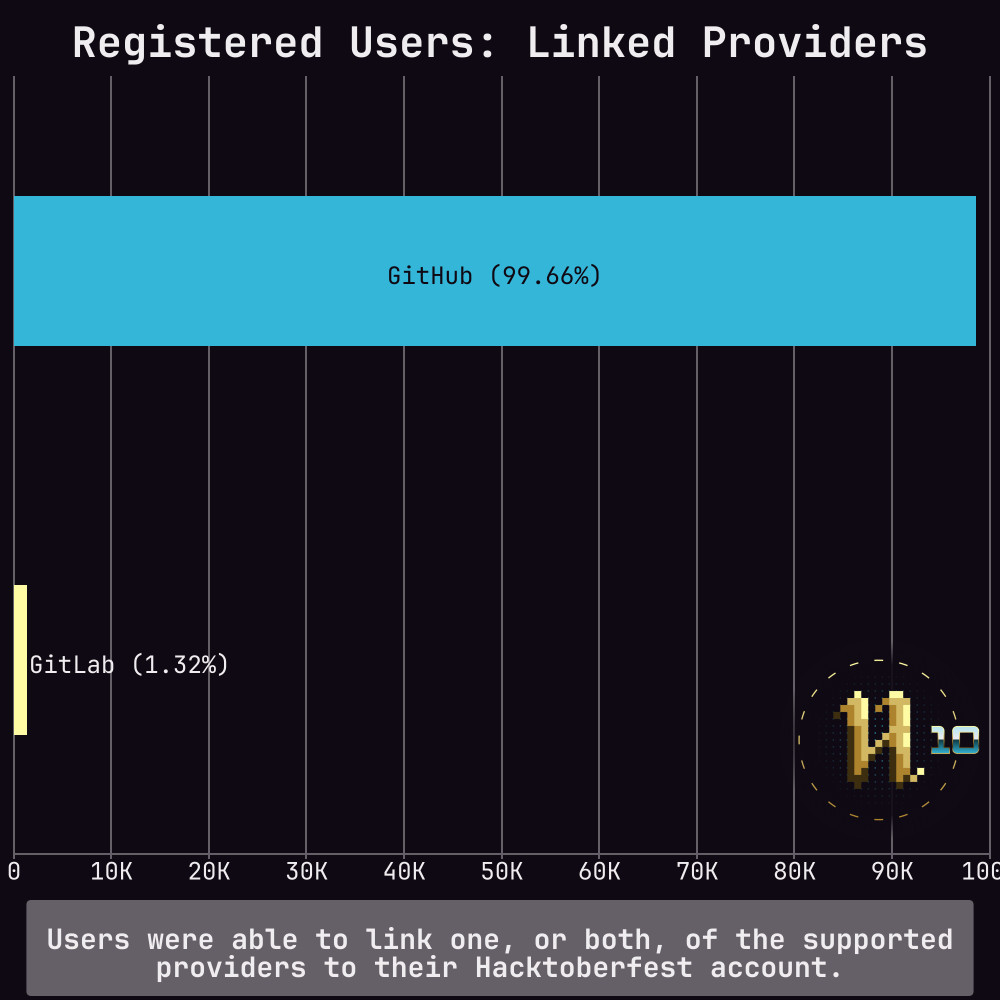 Registered Users: Linked Providers
GitHub (99.66%)
GitLab (1.32%)
10
0 10K 20K 30K 40K 50K 60K 70K 80K 90K 100
Users were able to link one, or both, of the supported
providers to their Hacktoberfest account.